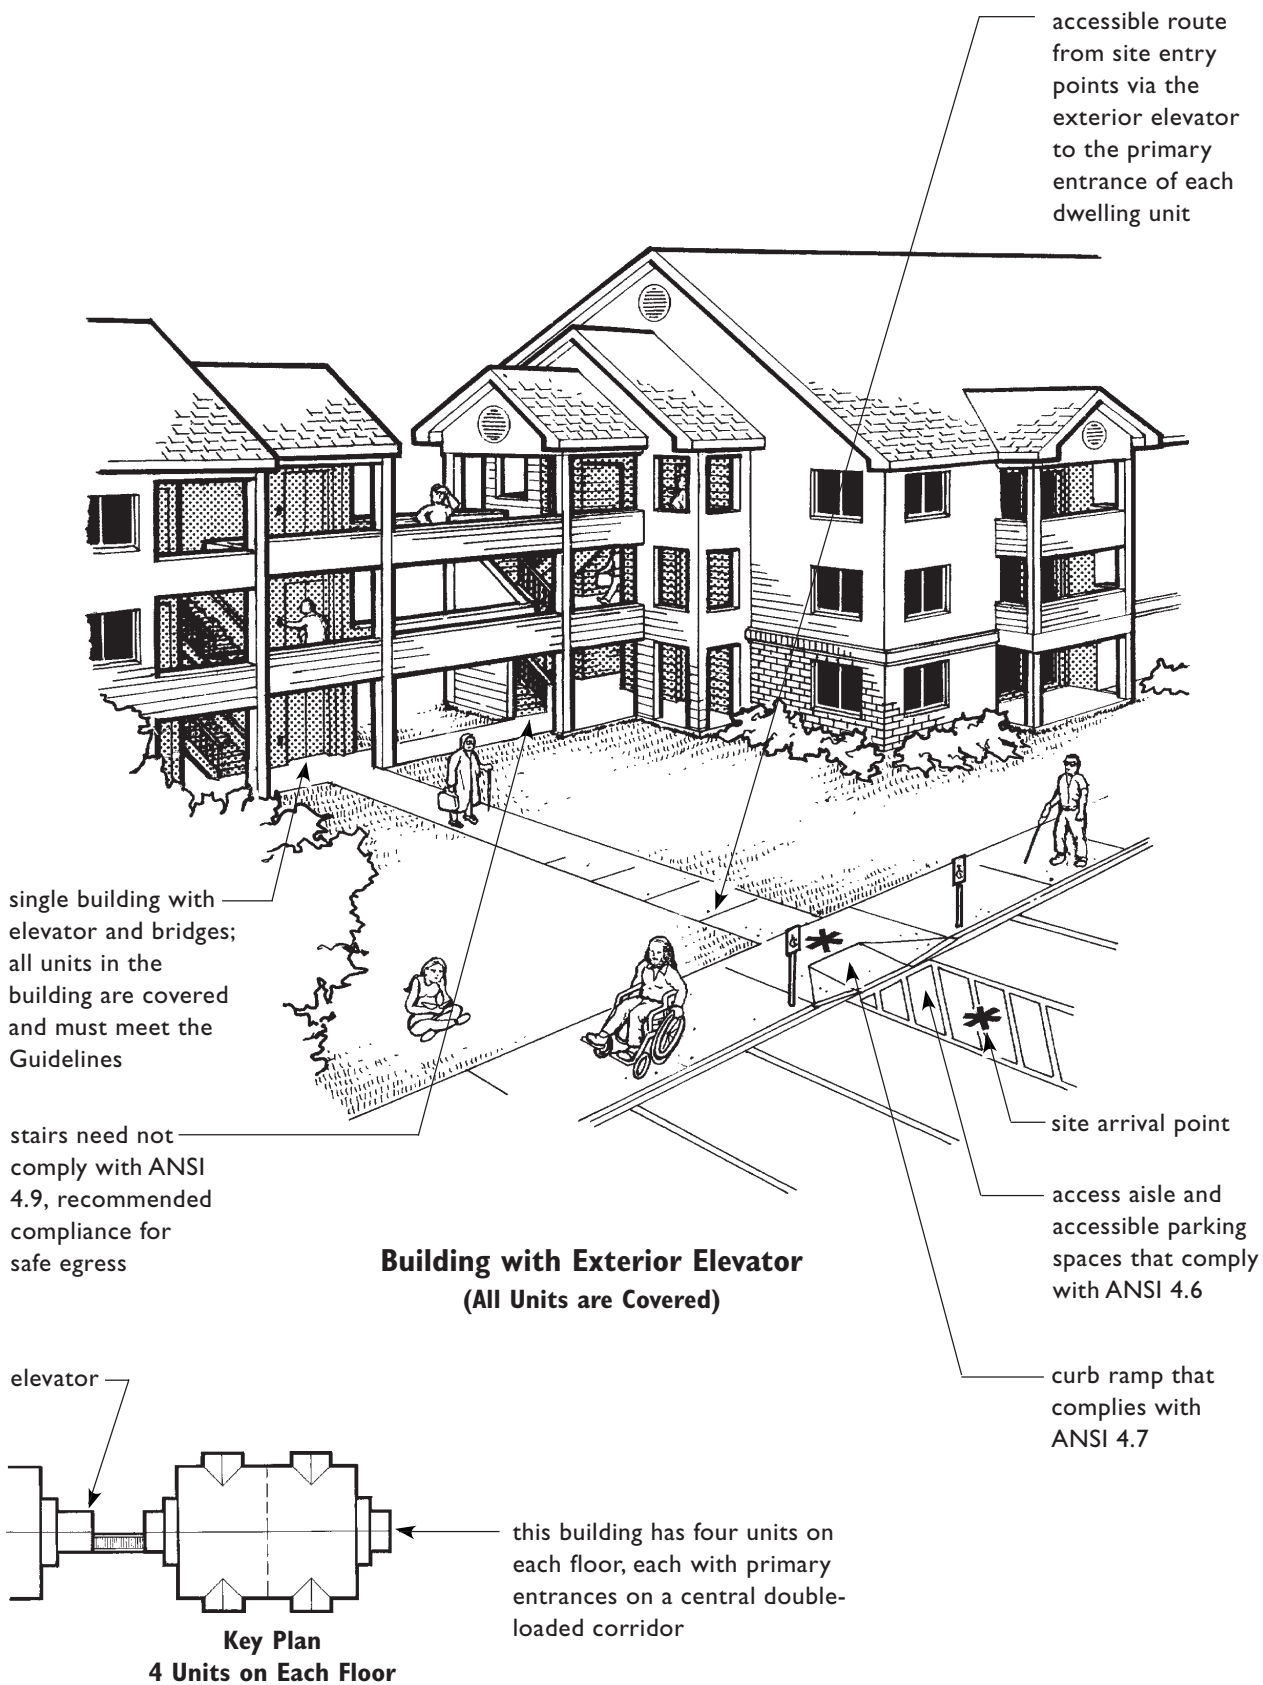 accessible route
from site entry
points via the
exterior elevator
to the primary
entrance of each
dwelling unit
single building with
elevator and bridges;
all units in the
building are covered
and must meet the
Guidelines
stairs need not
comply with ANSI
4.9, recommended
compliance for
safe egress
site arrival point
access aisle and
accessible parking
spaces that comply
with ANSI 4.6
Building with Exterior Elevator
(All Units are Covered)
curb ramp that
complies with
ANSI 4.7
elevator
this building has four units on
each floor, each with primary
entrances on a central double-
loaded corridor
Key Plan
4 Units on Each Floor